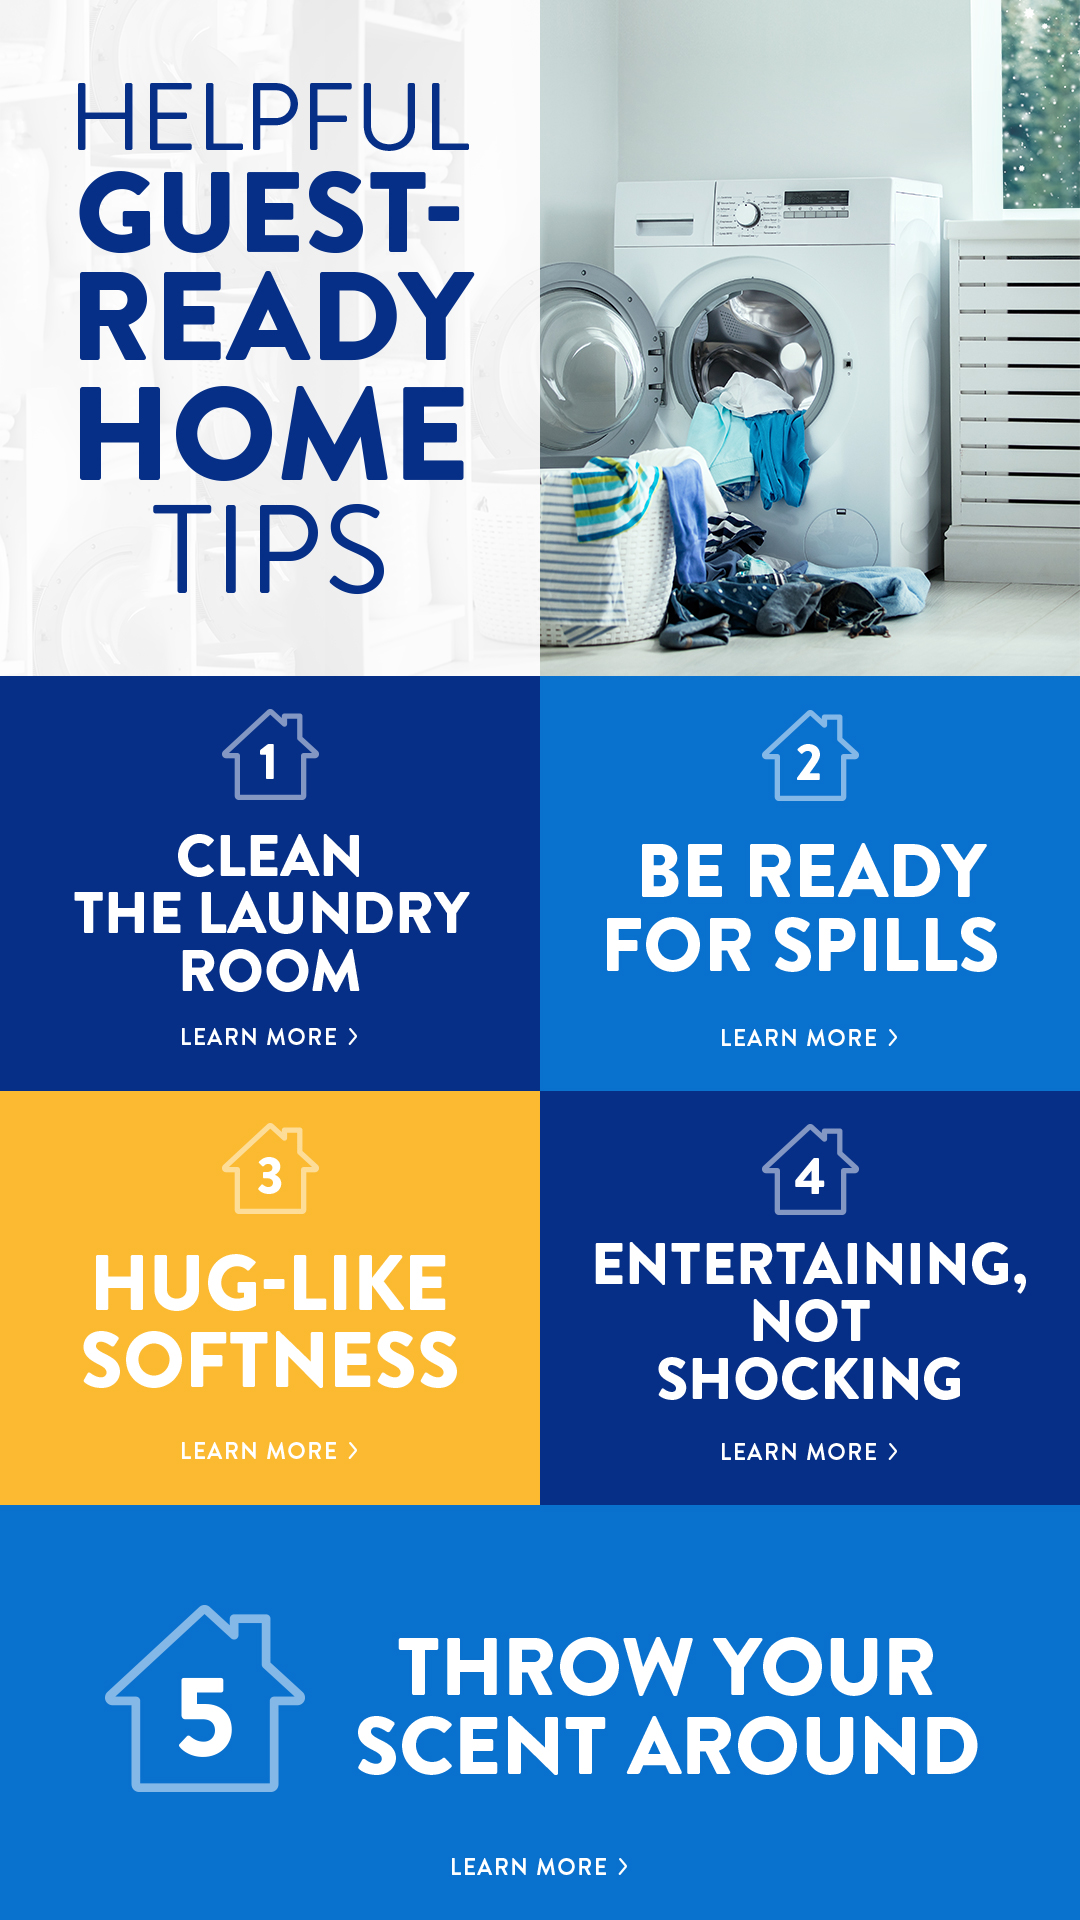 HELPFUL
GUEST-
READY
HOME
TIPS
1
CLEAN
THE LAUNDRY
ROOM
LEARN MORE >
2
BE READY
FOR SPILLS
LEARN MORE >
3
HUG-LIKE
SOFTNESS
LEARN MORE >
4
ENTERTAINING,
NOT
SHOCKING
LEARN MORE >
5
THROW YOUR
SCENT AROUND
LEARN MORE >